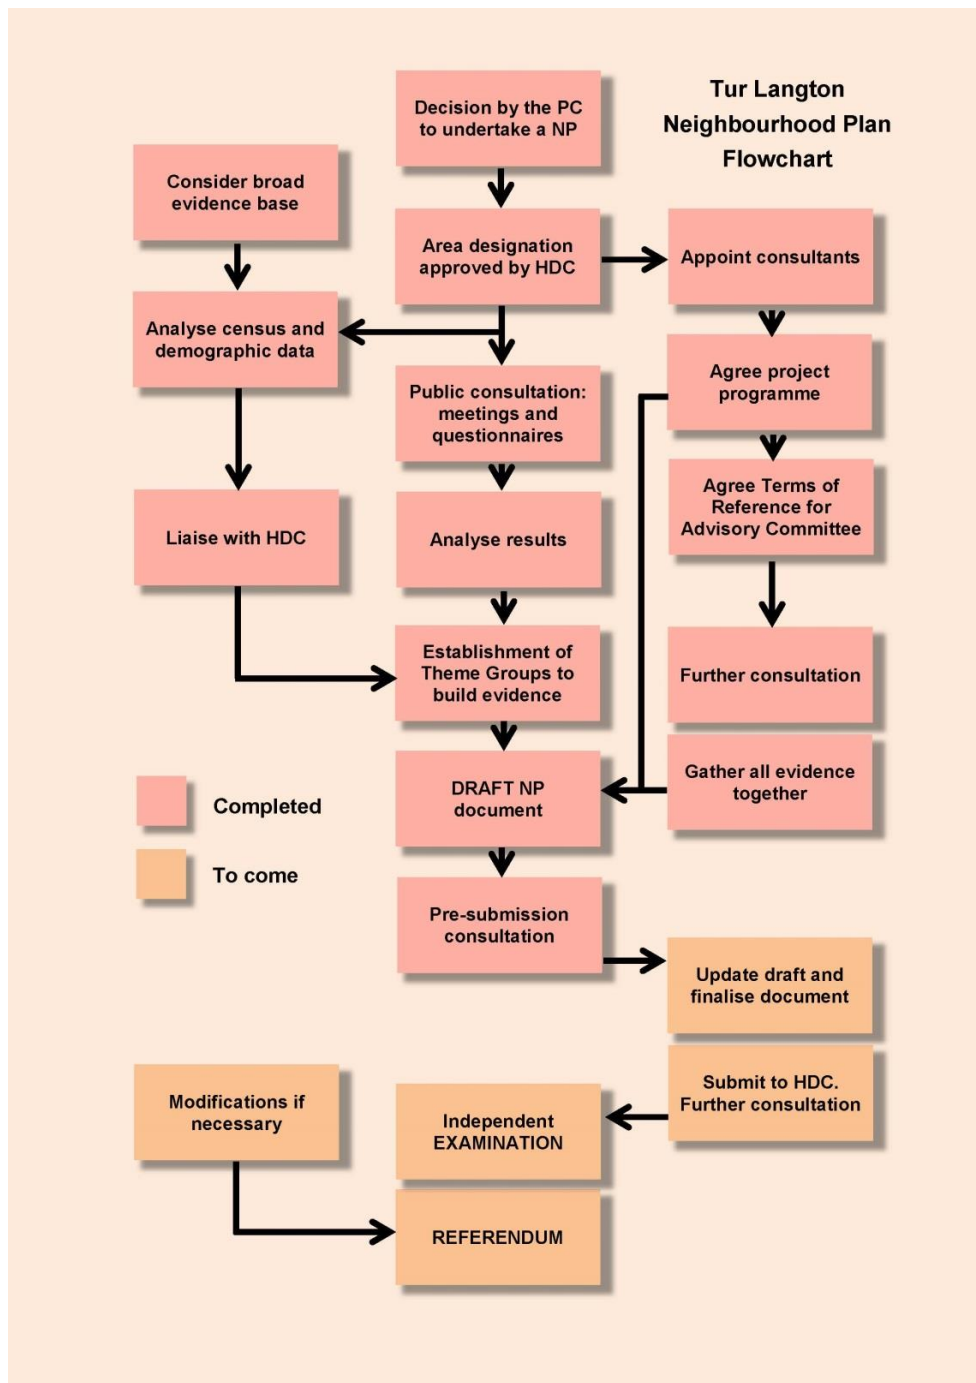 Tur Langton
Neighbourhood Plan
Flowchart
Decision by the PC
to undertake a NP
Consider broad
evidence base
Area designation
approved by HDC
Appoint consultants
Analyse census and
demographic data
Public consultation:
meetings and
questionnaires
Agree project
programme
Liaise with HDC
Analyse results
Agree Terms of
Reference for
Advisory Committee
Establishment of
Theme Groups to
build evidence
Further consultation
DRAFT NP
document
Gather all evidence
together
Completed
To come
Pre-submission
consultation
Update draft and
finalise document
Submit to HDC.
Further consultation
Independent
EXAMINATION
Modifications if
necessary
REFERENDUM